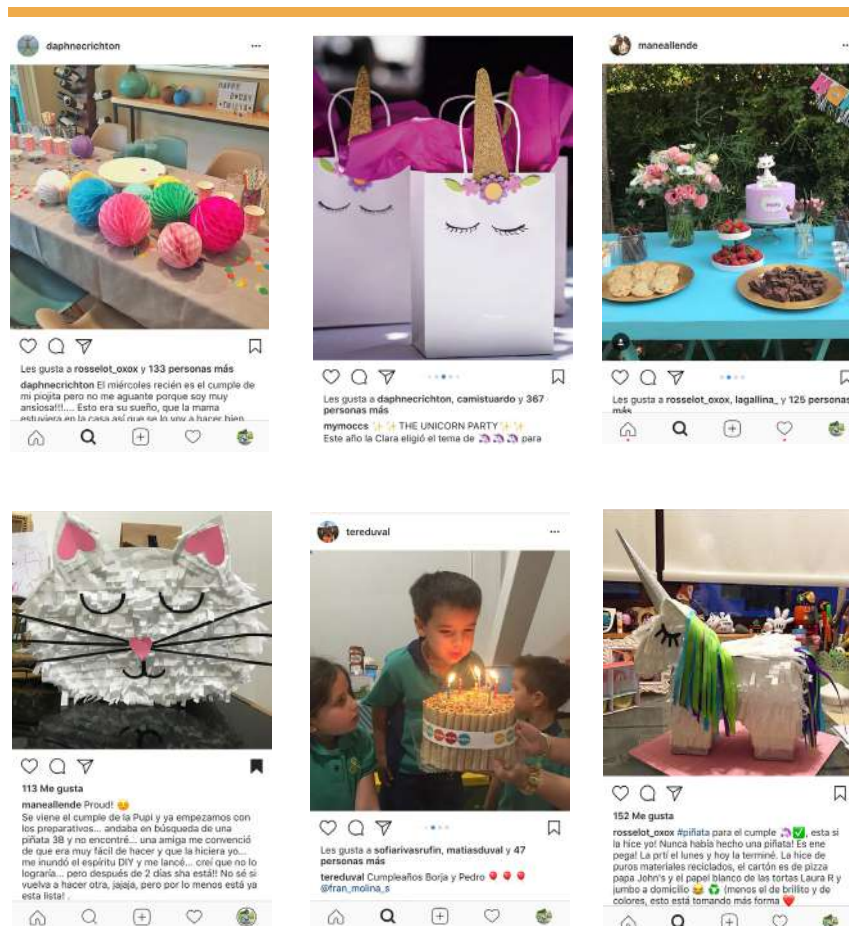 daphnecrichton
HAPPY
B·DAY
Les gusta a rosselot_oxox y 133 personas más
daphnecrichton El miércoles recién es el cumple de
mi piojita pero no me aguante porque soy muy
ansiosa!!!.... Esto era su sueño, que la mama
estuviera en la casa así que se lo voy a hacer bien
Les gusta a daphnecrichton, camistuardo y 367
personas más
mymoccs ✨✨ THE UNICORN PARTY ✨✨
Este año la Clara eligió el tema de 🦄🦄🦄 para
maneallende
Les gusta a rosselot_oxox, lagallina_ y 125 personas
más
113 Me gusta
maneallende Proud! 😊
Se viene el cumple de la Pupi y ya empezamos con
los preparativos... andaba en búsqueda de una
piñata 3B y no encontré... una amiga me convenció
de que era muy fácil de hacer y que la hiciera yo...
me inundó el espíritu DIY y me lancé... creí que no lo
lograría... pero después de 2 días sha está!! No sé si
vuelva a hacer otra, jajaja, pero por lo menos está ya
esta lista! .
tereduval
Les gusta a sofiarivasrufin, matiasduval y 47
personas más
tereduval Cumpleaños Borja y Pedro 🎈🎈🎈
@fran_molina_s
152 Me gusta
rosselot_oxox #piñata para el cumple 🦄✅, esta si
la hice yo! Nunca había hecho una piñata! Es ene
pega! La prtí el lunes y hoy la terminé. La hice de
puros materiales reciclados, el cartón es de pizza
papa John's y el papel blanco de las tortas Laura R y
jumbo a domicilio 😂 ♻️ (menos el de brillito y de
colores, esto está tomando más forma ❤️